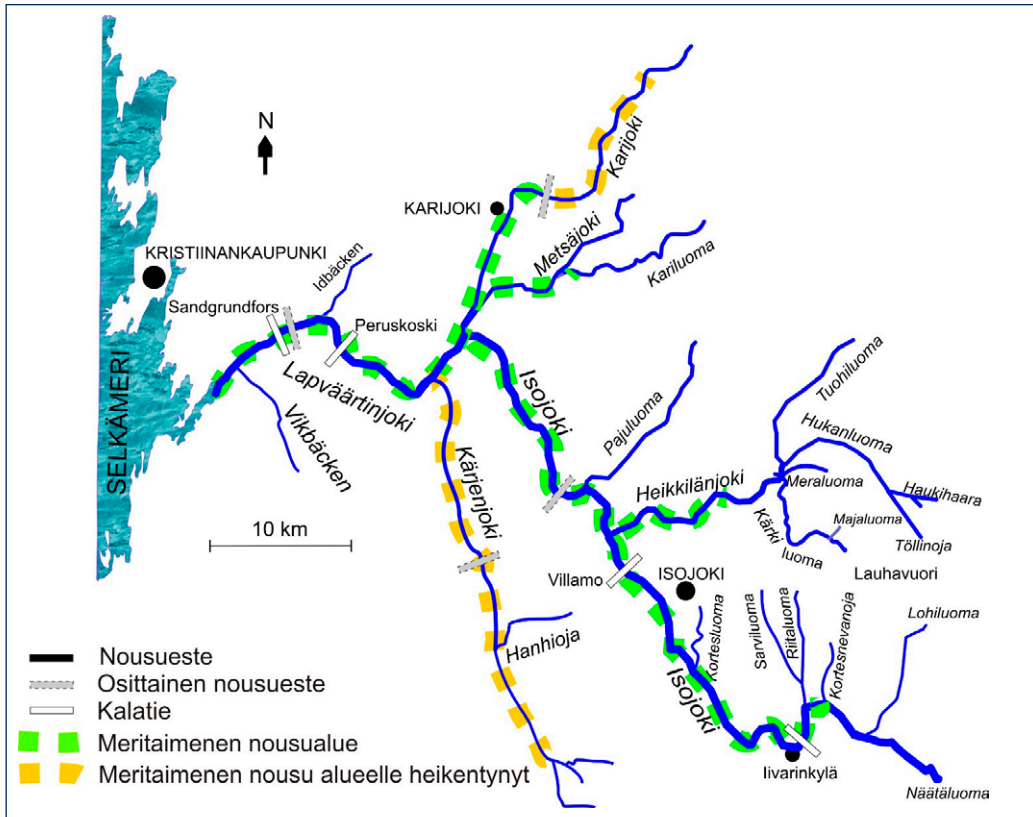 N
Karijoki
KARIJOKI
Metsäjoki
Kariluoma
KRISTIINANKAUPUNKI
Idbäcken
Sandgrundfors
Peruskoski
SELKÄMERI
Lapväärtinjoki
Vikbäcken
Isojoki
Pajuluoma
Tuohiluoma
Hukanluoma
Heikkilänjoki
Meraluoma
Haukihaara
Kärki
luoma
Majaluoma
Töllinoja
Kärjenjoki
10 km
Villamo
ISOJOKI
Lauhavuori
Kortesluoma
Sarviluoma
Riitaluoma
Kortesnevanoja
Lohiluoma
Hanhioja
Isojoki
Iivarinkylä
Näätäluoma
Nousueste
Osittainen nousueste
Kalatie
Meritaimenen nousualue
Meritaimenen nousu alueelle heikentynyt